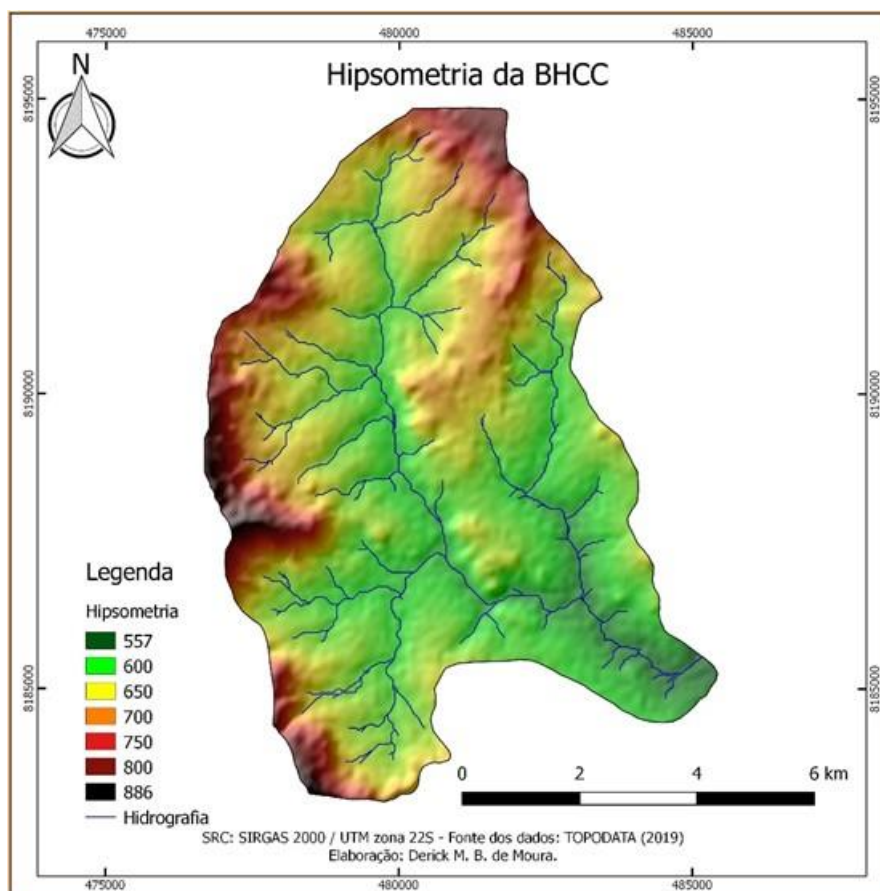 475000 480000 485000
N
Hipsometria da BHCC
8195000 8195000
8190000 8190000
Legenda
Hipsometria
557
600
650
700
750
800
886
Hidrografia
8185000 8185000
0 2 4 6 km
SRC: SIRGAS 2000 / UTM zona 22S - Fonte dos dados: TOPODATA (2019)
Elaboração: Derick M. B. de Moura.
475000 480000 485000